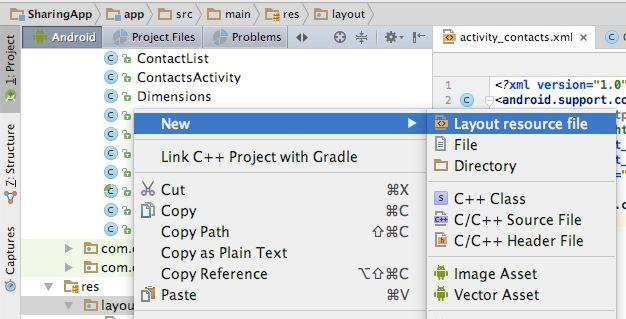 SharingApp app src main res layout
Android Project Files Problems
activity_contacts.xml
1: Project
Z: Structure
Captures
ContactList
ContactsActivity
Dimensions
1 <?xml version="1.0"
2 <android.support.co
New
Layout resource file
File
Directory
Link C++ Project with Gradle
Cut ⌘X
C++ Class
Copy ⌘C
C/C++ Source File
Copy Path ⇧⌘C
C/C++ Header File
Copy as Plain Text
Copy Reference ⌥⇧⌘C
Image Asset
Paste ⌘V
Vector Asset
com.
com.
res
layou